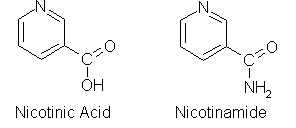 N N
C O C O
OH NH₂
Nicotinic Acid Nicotinamide